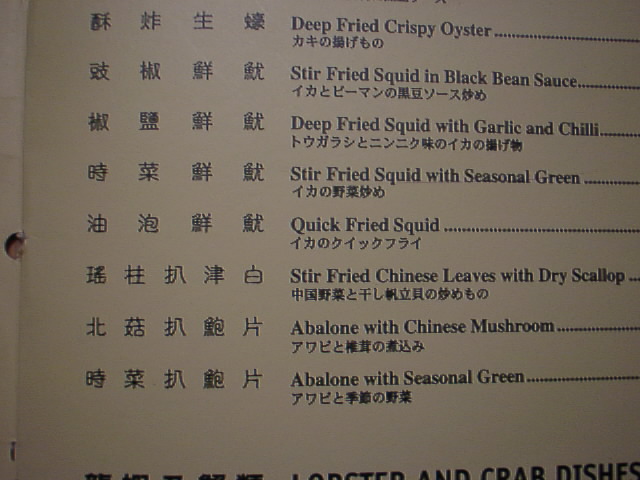 酥炸生蠔 Deep Fried Crispy Oyster
カキの揚げもの
豉椒鮮魷 Stir Fried Squid in Black Bean Sauce
イカとピーマンの黒豆ソース炒め
椒鹽鮮魷 Deep Fried Squid with Garlic and Chilli
トウガラシとニンニク味のイカの揚げ物
時菜鮮魷 Stir Fried Squid with Seasonal Green
イカの野菜炒め
油泡鮮魷 Quick Fried Squid
イカのクイックフライ
瑤柱扒津白 Stir Fried Chinese Leaves with Dry Scallop
中国野菜と干し帆立貝の炒めもの
北菇扒鮑片 Abalone with Chinese Mushroom
アワビと椎茸の煮込み
時菜扒鮑片 Abalone with Seasonal Green
アワビと季節の野菜
LOBSTER AND CRAB DISHES